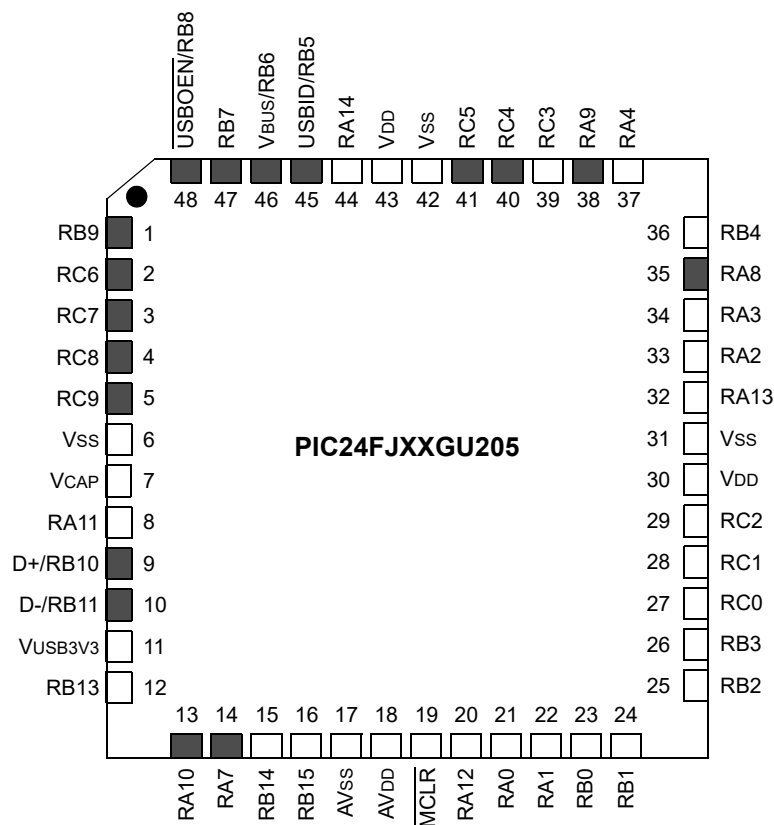 USBOEN/RB8
RB7
VBUS/RB6
USBID/RB5
RA14
VDD
VSS
RC5
RC4
RC3
RA9
RA4
48 47 46 45 44 43 42 41 40 39 38 37
RB9 1
RC6 2
RC7 3
RC8 4
RC9 5
VSS 6
VCAP 7
RA11 8
D+/RB10 9
D-/RB11 10
VUSB3V3 11
RB13 12
PIC24FJXXGU205
36 RB4
35 RA8
34 RA3
33 RA2
32 RA13
31 VSS
30 VDD
29 RC2
28 RC1
27 RC0
26 RB3
25 RB2
13 14 15 16 17 18 19 20 21 22 23 24
RA10
RA7
RB14
RB15
AVSS
AVDD
MCLR
RA12
RA0
RA1
RB0
RB1